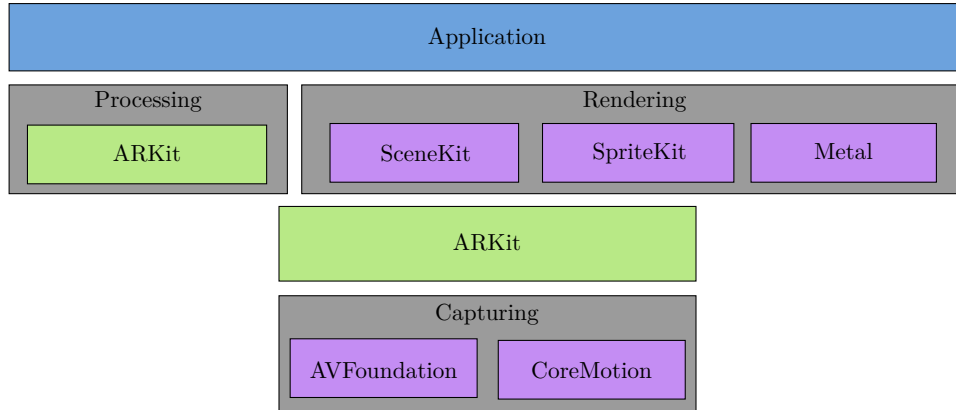 Application
Processing
Rendering
ARKit
SceneKit
SpriteKit
Metal
ARKit
Capturing
AVFoundation
CoreMotion